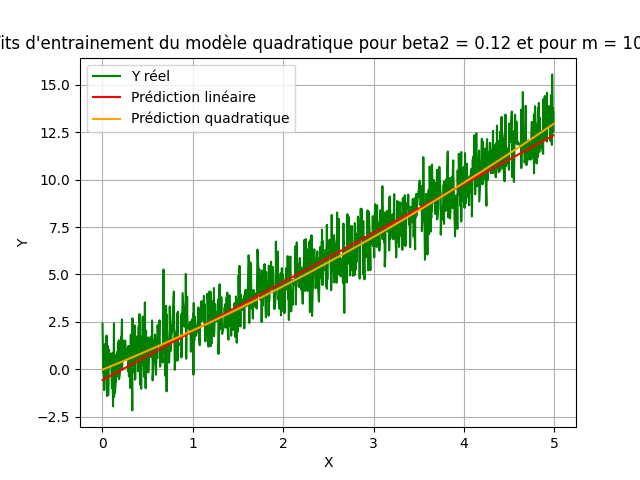 its d'entrainement du modèle quadratique pour beta2 = 0.12 et pour m = 10
Y réel
Prédiction linéaire
Prédiction quadratique
15.0
12.5
10.0
7.5
5.0
2.5
0.0
−2.5
Y
0 1 2 3 4 5
X